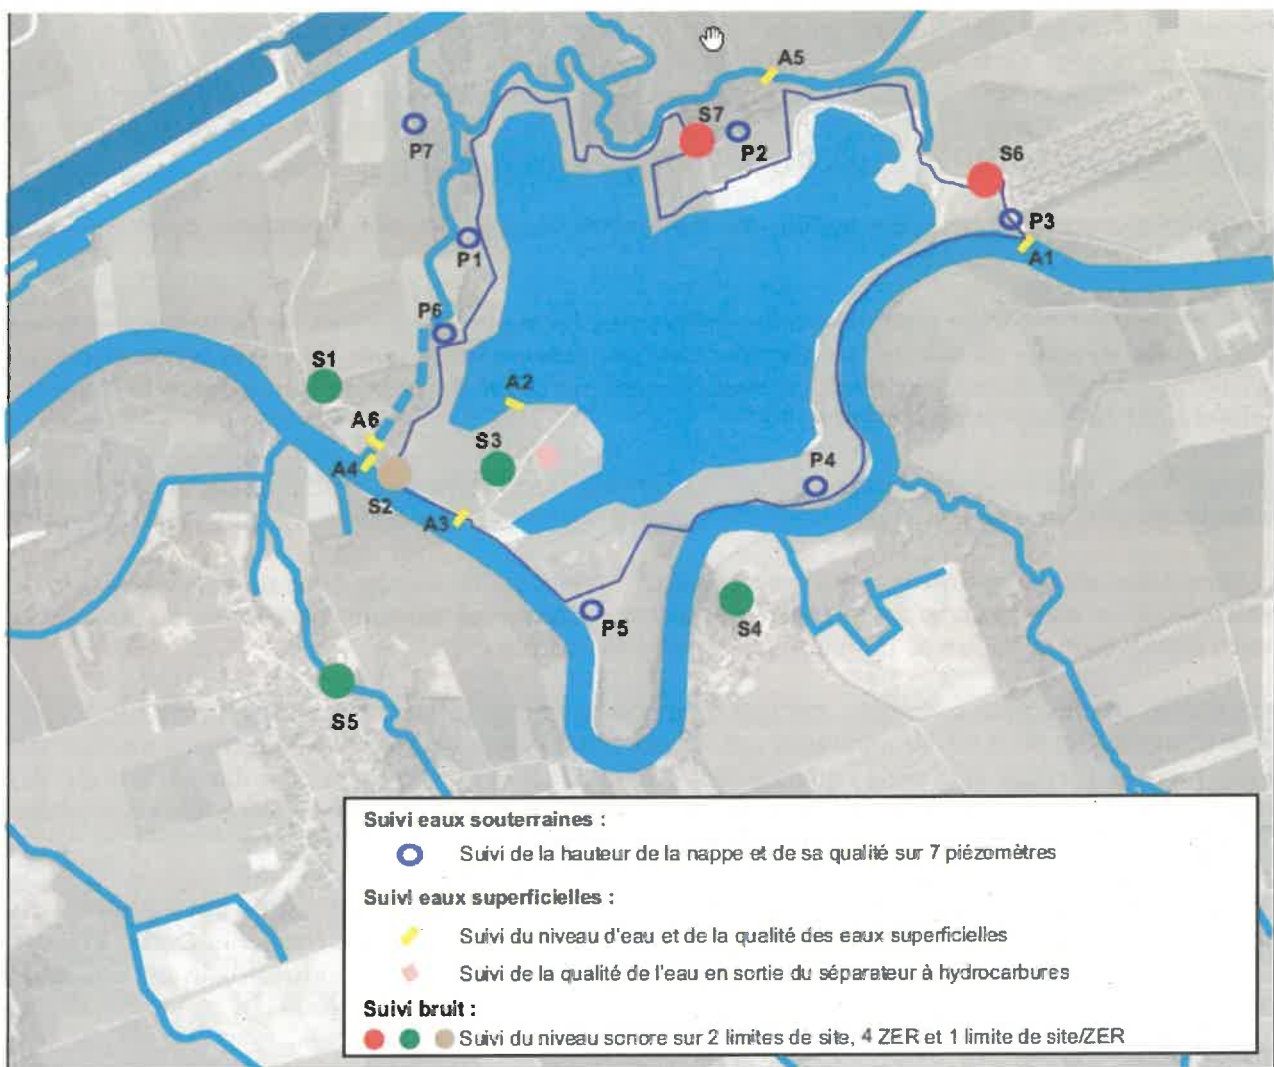 A5
S7
P2
P7
S6
P3
A1
P1
P6
S1
A2
A6
S3
A4
S2
P4
A3
P5
S4
S5
Suivi eaux souterraines :
Suivi de la hauteur de la nappe et de sa qualité sur 7 piézomètres
Suivi eaux superficielles :
Suivi du niveau d'eau et de la qualité des eaux superficielles
Suivi de la qualité de l'eau en sortie du séparateur à hydrocarbures
Suivi bruit :
Suivi du niveau sonore sur 2 limites de site, 4 ZER et 1 limite de site/ZER